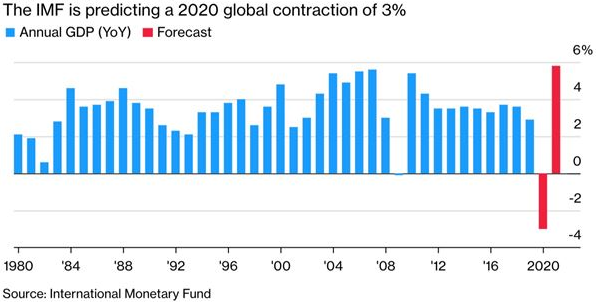 The IMF is predicting a 2020 global contraction of 3%
Annual GDP (YoY) Forecast
6%
4
2
0
-2
-4
1980 '84 '88 '92 '96 '00 '04 '08 '12 '16 2020
Source: International Monetary Fund